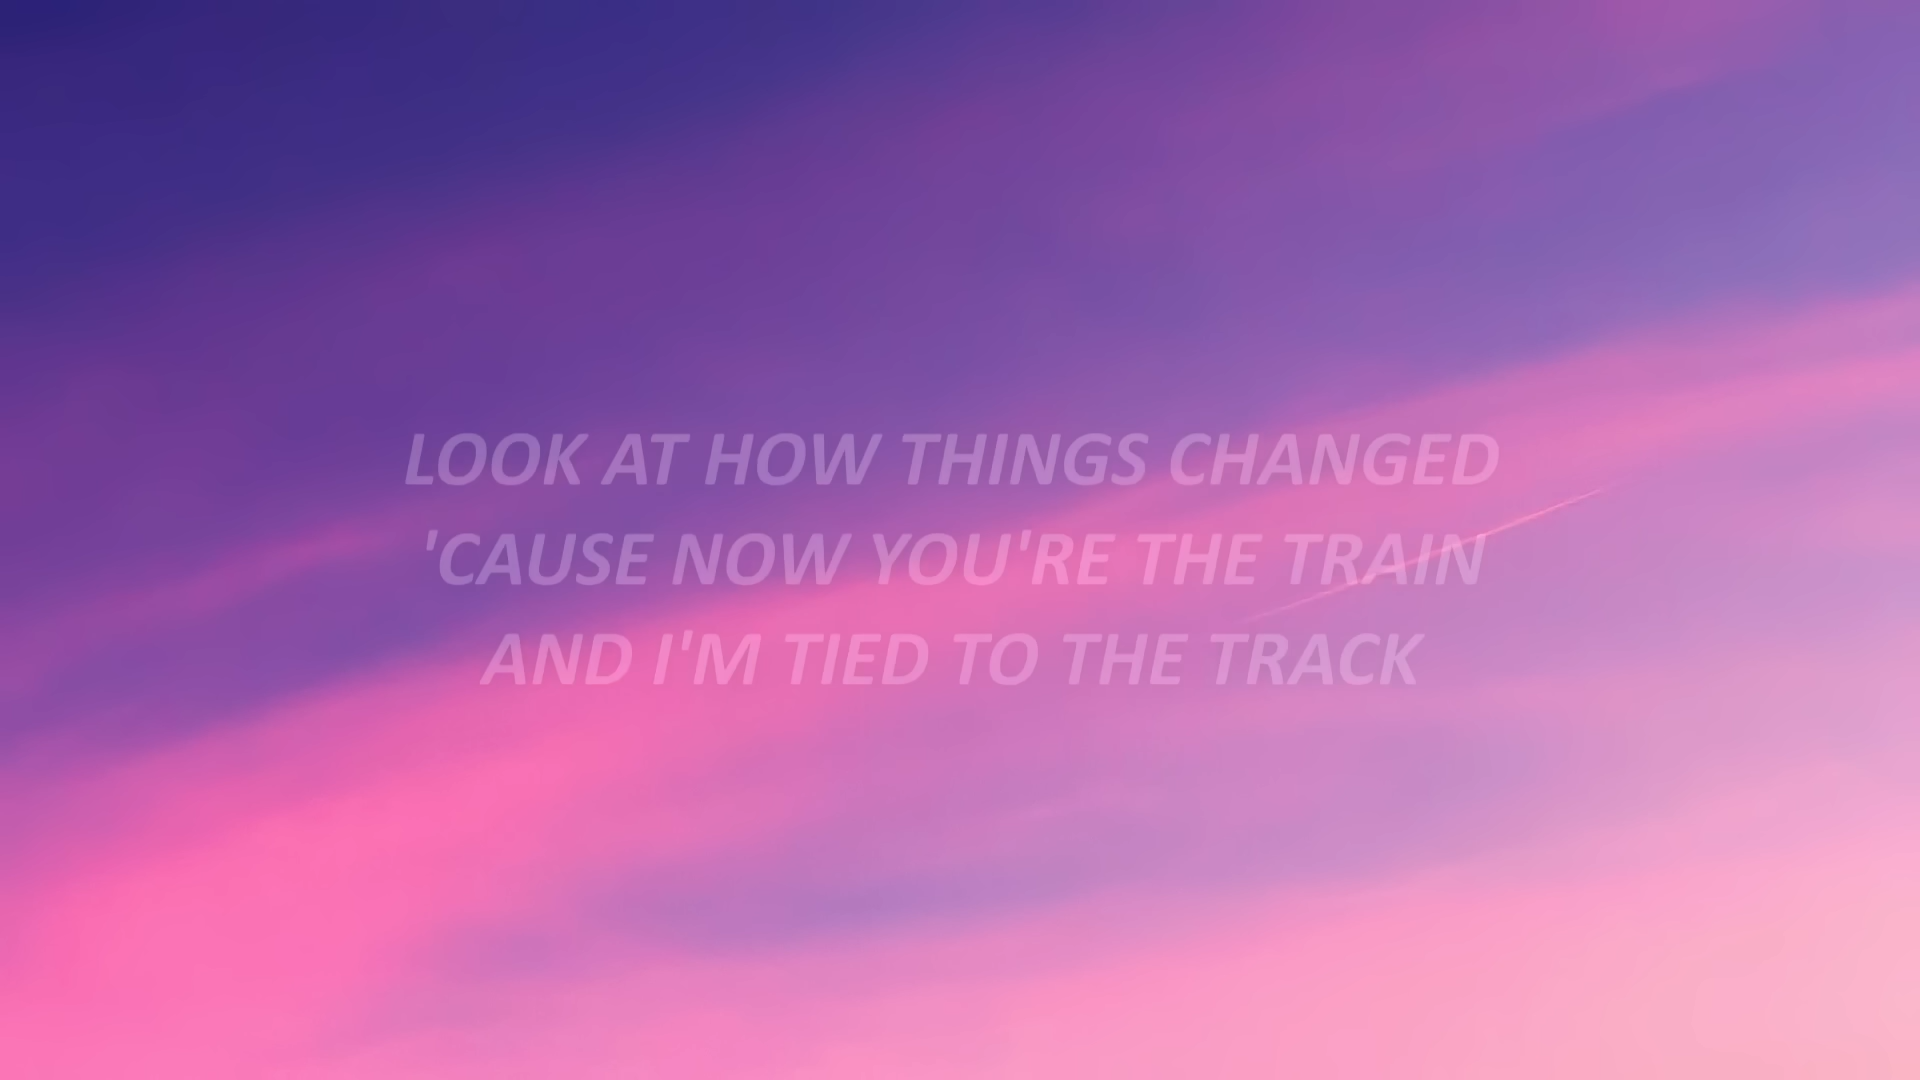 LOOK AT HOW THINGS CHANGED
'CAUSE NOW YOU'RE THE TRAIN
AND I'M TIED TO THE TRACK